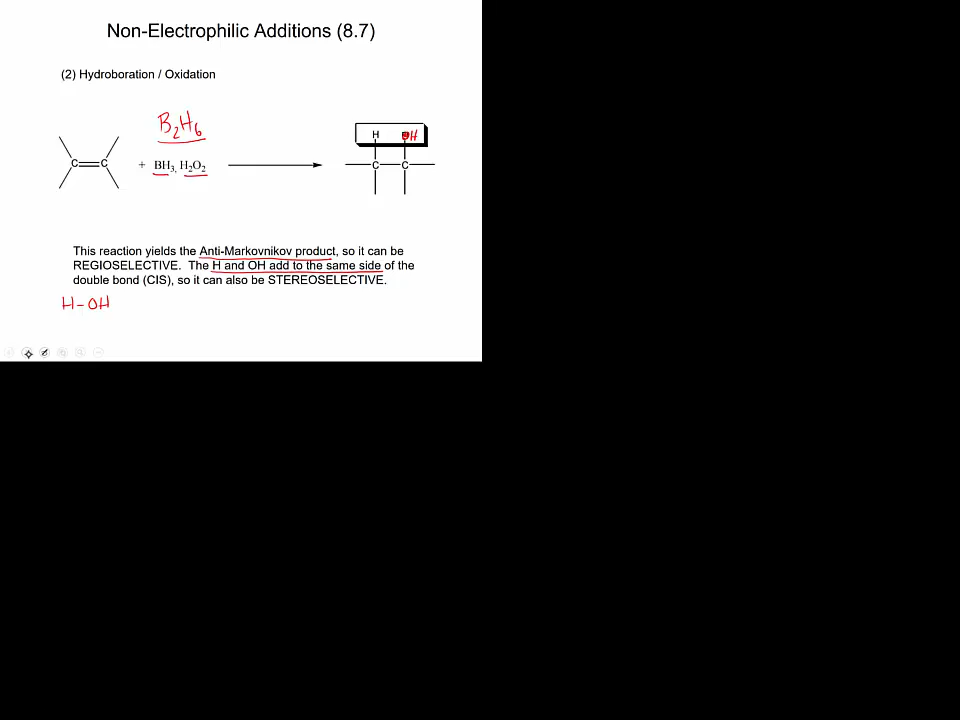 Non-Electrophilic Additions (8.7)
(2) Hydroboration / Oxidation
B2H6
H OH
C C + BH3, H2O2 C C
This reaction yields the Anti-Markovnikov product, so it can be
REGIOSELECTIVE. The H and OH add to the same side of the
double bond (CIS), so it can also be STEREOSELECTIVE.
H-OH